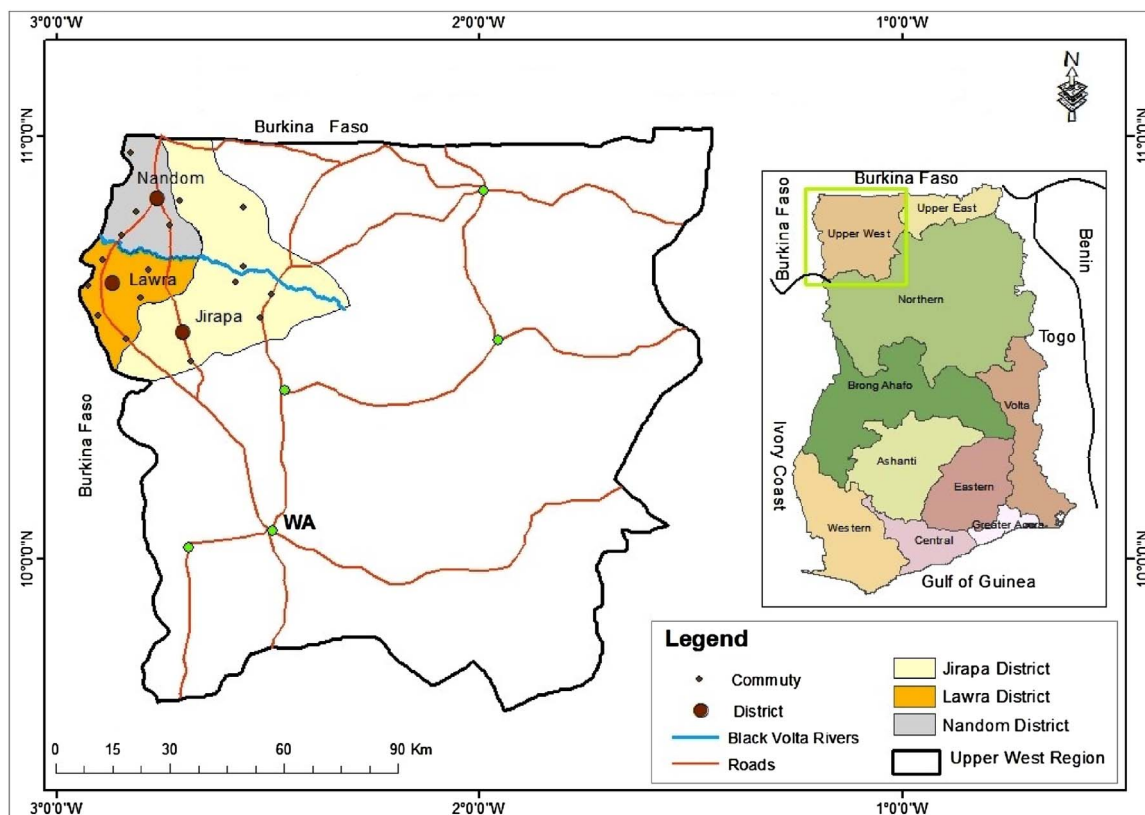 3°0'0"W
2°0'0"W
1°0'0"W
11°0'0"N
11°0'0"N
10°0'0"N
10°0'0"N
N
Burkina Faso
Nandom
Lawra
Jirapa
Burkina Faso
WA
Burkina Faso
Burkina Faso
Upper East
Upper West
Benin
Northern
Togo
Brong Ahafo
Volta
Ivory Coast
Ashanti
Eastern
Western
Greater Accra
Central
Gulf of Guinea
Legend
Commuty
District
Black Volta Rivers
Roads
Jirapa District
Lawra District
Nandom District
Upper West Region
0 15 30 60 90 Km
3°0'0"W
2°0'0"W
1°0'0"W